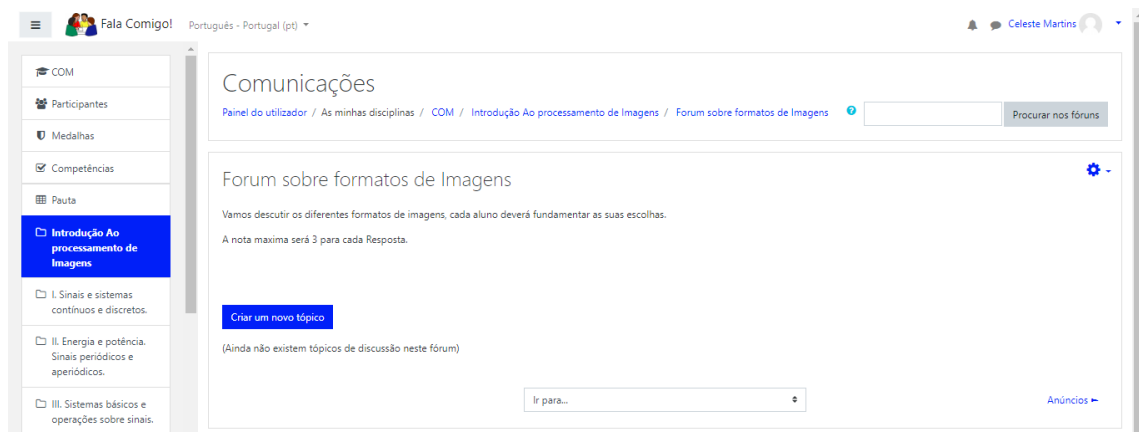 Fala Comigo!
Português - Portugal (pt)
Celeste Martins
COM
Participantes
Medalhas
Competências
Pauta
Introdução Ao
processamento de
Imagens
I. Sinais e sistemas
contínuos e discretos.
II. Energia e potência.
Sinais periódicos e
aperiódicos.
III. Sistemas básicos e
operações sobre sinais.
Comunicações
Painel do utilizador / As minhas disciplinas / COM / Introdução Ao processamento de Imagens / Forum sobre formatos de Imagens
Procurar nos fóruns
Forum sobre formatos de Imagens
Vamos descutir os diferentes formatos de imagens, cada aluno deverá fundamentar as suas escolhas.
A nota maxima será 3 para cada Resposta.
Criar um novo tópico
(Ainda não existem tópicos de discussão neste fórum)
Ir para...
Anúncios ►